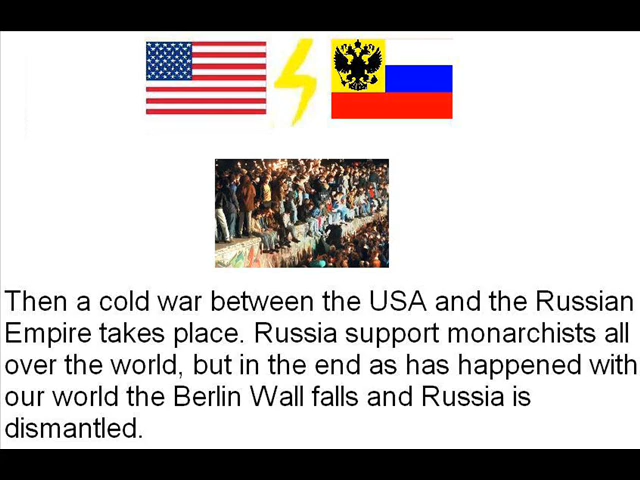 Then a cold war between the USA and the Russian
Empire takes place. Russia support monarchists all
over the world, but in the end as has happened with
our world the Berlin Wall falls and Russia is
dismantled.